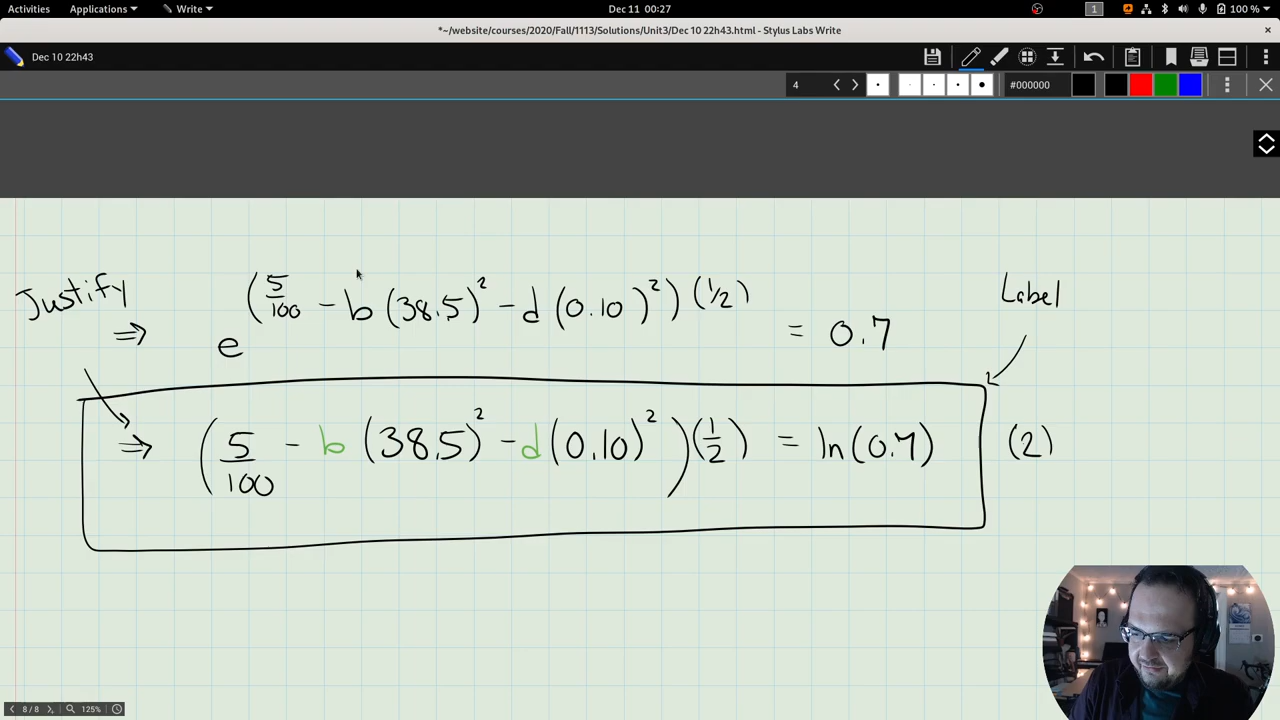 Activities Applications Write Dec 11 00:27 1 100 %
*~/website/courses/2020/Fall/1113/Solutions/Unit3/Dec 10 22h43.html - Stylus Labs Write ×
Dec 10 22h43
4 #000000
Justify ⇒ e^{(5/100 - b(38.5)^2 - d(0.10)^2)(1/2)} = 0.7
Label
⇒ (5/100 - b(38.5)^2 - d(0.10)^2)(1/2) = ln(0.7) (2)
8/8 125%